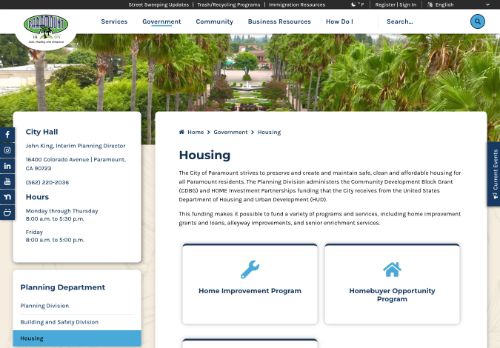 Street Sweeping Updates | Trash/Recycling Programs | Immigration Resources
°F | Register | Sign In
English
PARAMOUNT
Services Government Community Business Resources How Do I
Search...
City Hall
John King, Interim Planning Director
16400 Colorado Avenue | Paramount,
CA 90723
(562) 220-2036
Hours
Monday through Thursday
8:00 a.m. to 5:30 p.m.
Friday
8:00 a.m. to 5:00 p.m.
Planning Department
Planning Division
Building and Safety Division
Housing
Home > Government > Housing
Housing
The City of Paramount strives to preserve and create and maintain safe, clean and affordable housing for
all Paramount residents. The Planning Division administers the Community Development Block Grant
(CDBG) and HOME Investment Partnerships funding that the City receives from the United States
Department of Housing and Urban Development (HUD).
This funding makes it possible to fund a variety of programs and services, including home improvement
grants and loans, alleyway improvements, and senior enrichment services.
Home Improvement Program
Homebuyer Opportunity
Program
Current Events